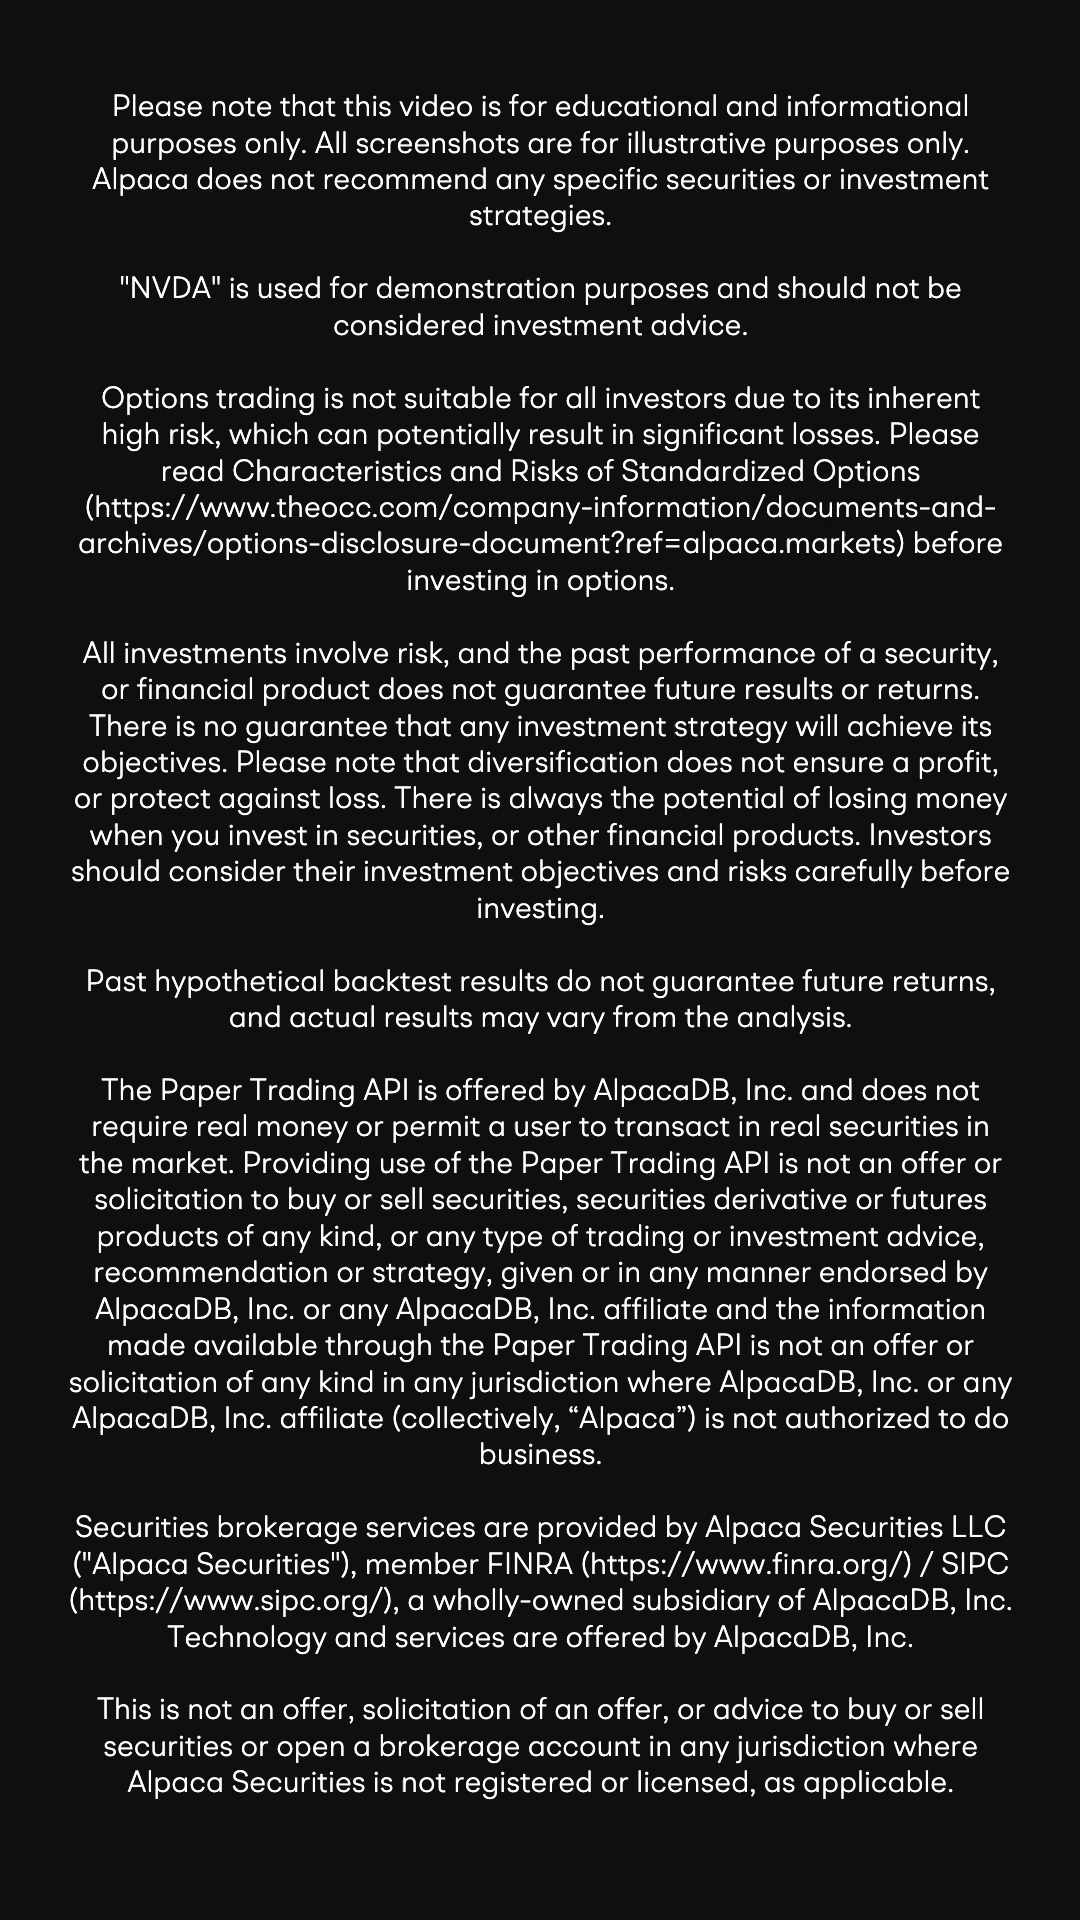 Please note that this video is for educational and informational
purposes only. All screenshots are for illustrative purposes only.
Alpaca does not recommend any specific securities or investment
strategies.
"NVDA" is used for demonstration purposes and should not be
considered investment advice.
Options trading is not suitable for all investors due to its inherent
high risk, which can potentially result in significant losses. Please
read Characteristics and Risks of Standardized Options
(https://www.theocc.com/company-information/documents-and-
archives/options-disclosure-document?ref=alpaca.markets) before
investing in options.
All investments involve risk, and the past performance of a security,
or financial product does not guarantee future results or returns.
There is no guarantee that any investment strategy will achieve its
objectives. Please note that diversification does not ensure a profit,
or protect against loss. There is always the potential of losing money
when you invest in securities, or other financial products. Investors
should consider their investment objectives and risks carefully before
investing.
Past hypothetical backtest results do not guarantee future returns,
and actual results may vary from the analysis.
The Paper Trading API is offered by AlpacaDB, Inc. and does not
require real money or permit a user to transact in real securities in
the market. Providing use of the Paper Trading API is not an offer or
solicitation to buy or sell securities, securities derivative or futures
products of any kind, or any type of trading or investment advice,
recommendation or strategy, given or in any manner endorsed by
AlpacaDB, Inc. or any AlpacaDB, Inc. affiliate and the information
made available through the Paper Trading API is not an offer or
solicitation of any kind in any jurisdiction where AlpacaDB, Inc. or any
AlpacaDB, Inc. affiliate (collectively, “Alpaca”) is not authorized to do
business.
Securities brokerage services are provided by Alpaca Securities LLC
("Alpaca Securities"), member FINRA (https://www.finra.org/) / SIPC
(https://www.sipc.org/), a wholly-owned subsidiary of AlpacaDB, Inc.
Technology and services are offered by AlpacaDB, Inc.
This is not an offer, solicitation of an offer, or advice to buy or sell
securities or open a brokerage account in any jurisdiction where
Alpaca Securities is not registered or licensed, as applicable.